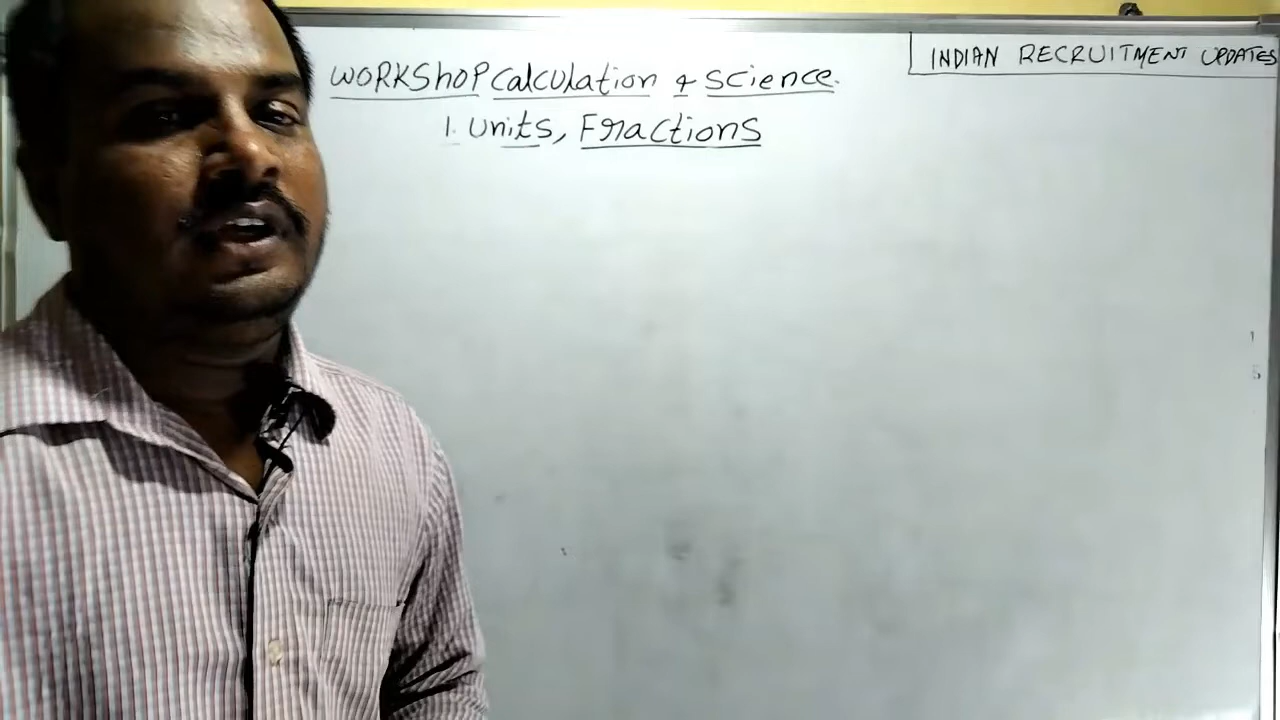 WORKSHOP Calculation & Science.
1. Units, Fractions
INDIAN RECRUITMENT UPDATES